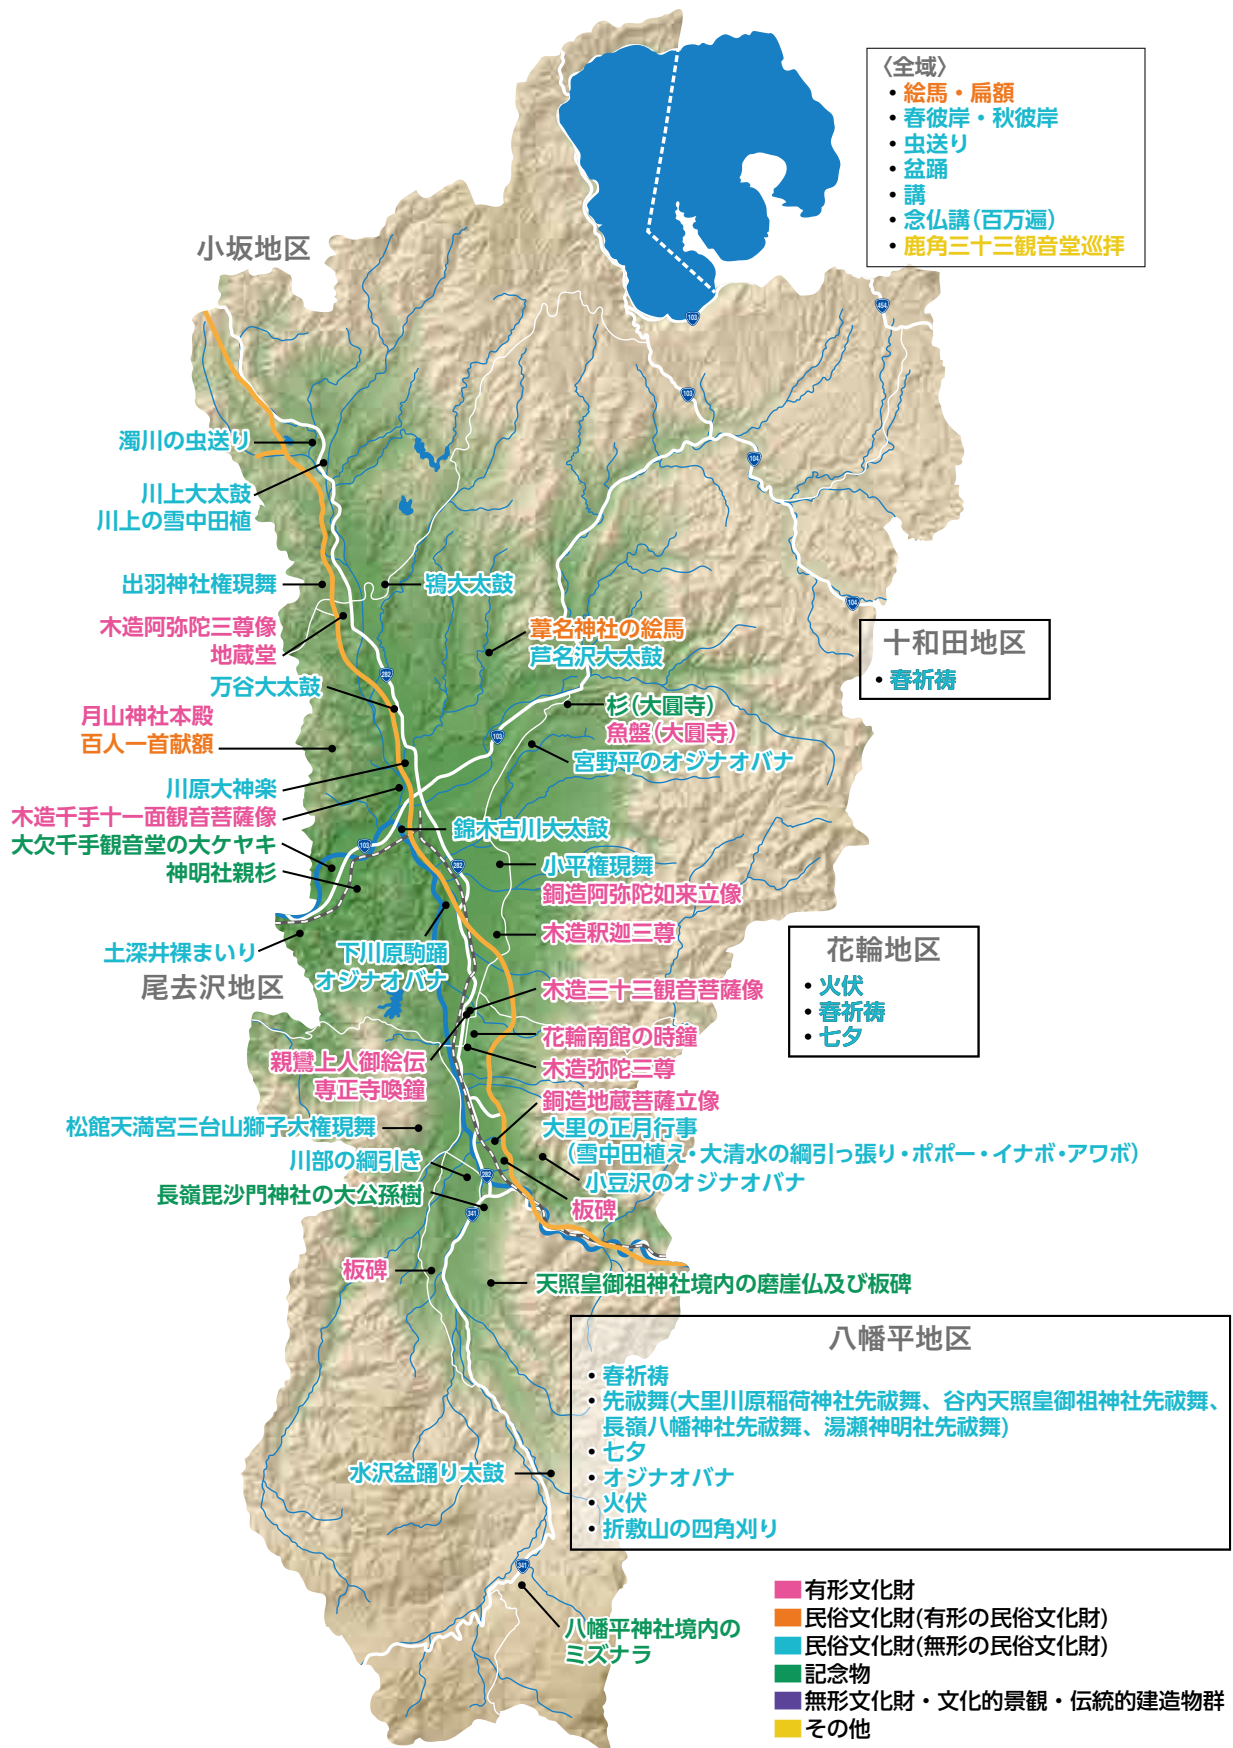 〈全域〉
・絵馬・扁額
・春彼岸・秋彼岸
・虫送り
・盆踊
・講
・念仏講(百万遍)
・鹿角三十三観音堂巡拝
小坂地区
454
103
103
104
104
濁川の虫送り
川上大太鼓
川上の雪中田植
出羽神社権現舞
鴇大太鼓
木造阿弥陀三尊像
地蔵堂
葦名神社の絵馬
芦名沢大太鼓
十和田地区
・春祈祷
282
万谷大太鼓
杉(大圓寺)
魚盤(大圓寺)
月山神社本殿
百人一首献額
103
宮野平のオジナオバナ
川原大神楽
木造千手十一面観音菩薩像
錦木古川大太鼓
大欠千手観音堂の大ケヤキ
103
282
神明社親杉
小平権現舞
銅造阿弥陀如来立像
木造釈迦三尊
土深井裸まいり
下川原駒踊
オジナオバナ
尾去沢地区
花輪地区
・火伏
・春祈祷
・七夕
木造三十三観音菩薩像
花輪南館の時鐘
親鸞上人御絵伝
専正寺喚鐘
木造弥陀三尊
銅造地蔵菩薩立像
松館天満宮三台山獅子大権現舞
大里の正月行事
(雪中田植え・大清水の綱引っ張り・ポポー・イナボ・アワボ)
川部の綱引き
282
小豆沢のオジナオバナ
長嶺毘沙門神社の大公孫樹
341
板碑
板碑
天照皇御祖神社境内の磨崖仏及び板碑
八幡平地区
・春祈祷
・先祓舞(大里川原稲荷神社先祓舞、谷内天照皇御祖神社先祓舞、
長嶺八幡神社先祓舞、湯瀬神明社先祓舞)
・七夕
・オジナオバナ
・火伏
・折敷山の四角刈り
水沢盆踊り太鼓
341
八幡平神社境内の
ミズナラ
有形文化財
民俗文化財(有形の民俗文化財)
民俗文化財(無形の民俗文化財)
記念物
無形文化財・文化的景観・伝統的建造物群
その他